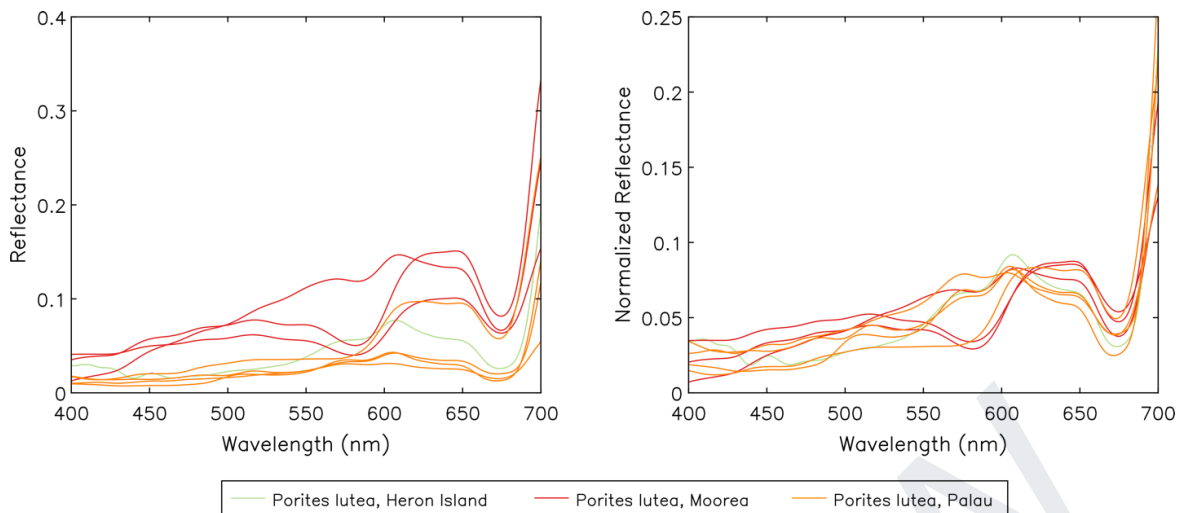 0.4
0.3
0.2
0.1
0
Reflectance
400 450 500 550 600 650 700
Wavelength (nm)
0.25
0.2
0.15
0.1
0.05
0
Normalized Reflectance
400 450 500 550 600 650 700
Wavelength (nm)
Porites lutea, Heron Island Porites lutea, Moorea Porites lutea, Palau